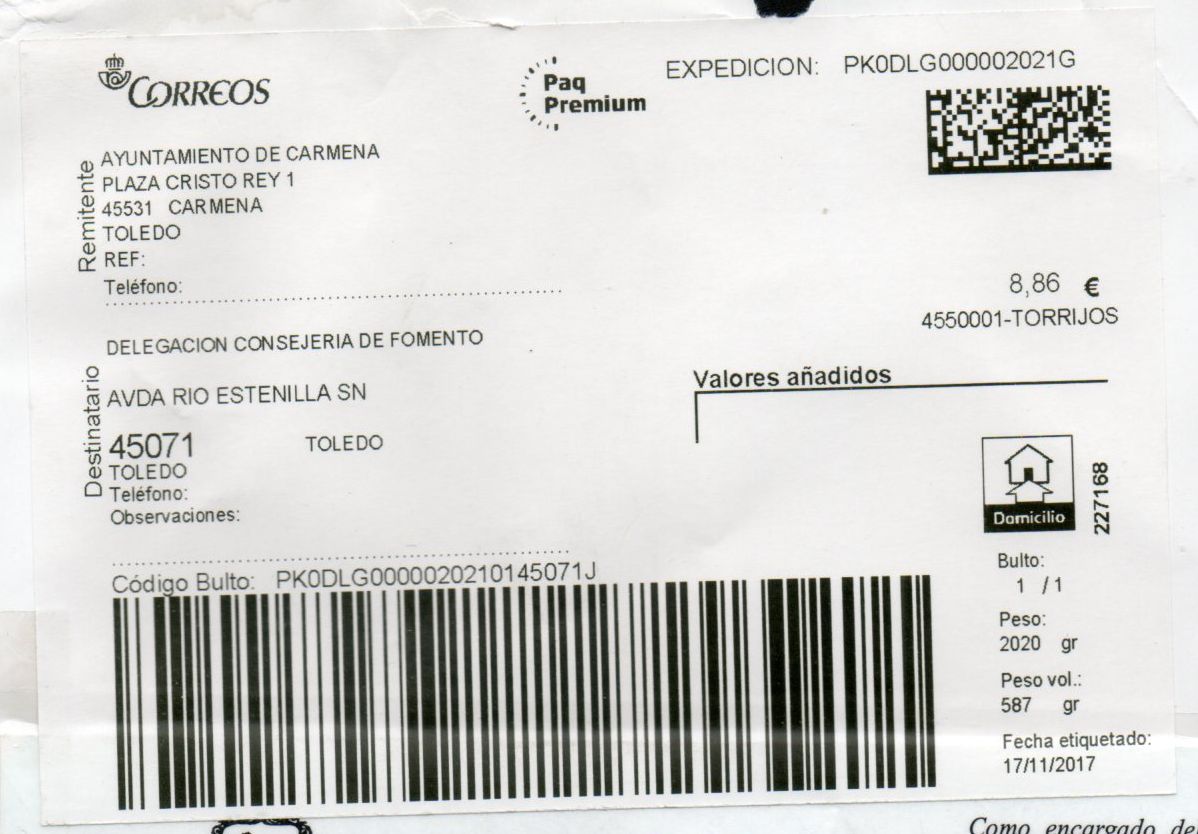 CORREOS
Paq
Premium
EXPEDICION: PK0DLG000002021G
Remitente
AYUNTAMIENTO DE CARMENA
PLAZA CRISTO REY 1
45531 CARMENA
TOLEDO
REF:
Teléfono:
8,86 €
4550001-TORRIJOS
Destinatario
DELEGACION CONSEJERIA DE FOMENTO
AVDA RIO ESTENILLA SN
45071 TOLEDO
TOLEDO
Teléfono:
Observaciones:
Valores añadidos
Domicilio
227168
Código Bulto: PK0DLG0000020210145071J
Bulto:
1 / 1
Peso:
2020 gr
Peso vol.:
587 gr
Fecha etiquetado:
17/11/2017
Como encargado de